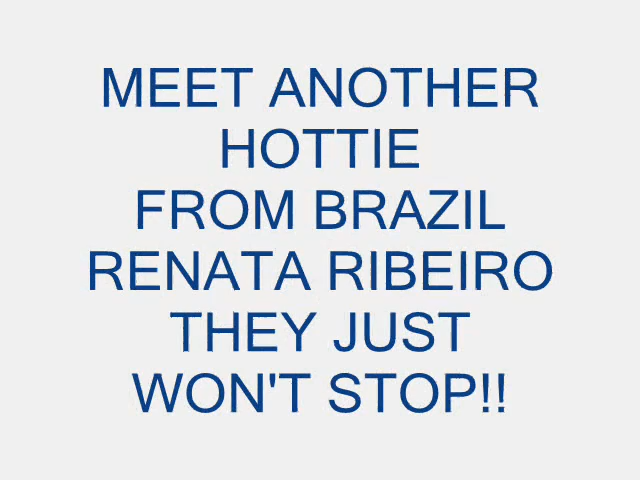 MEET ANOTHER
HOTTIE
FROM BRAZIL
RENATA RIBEIRO
THEY JUST
WON'T STOP!!